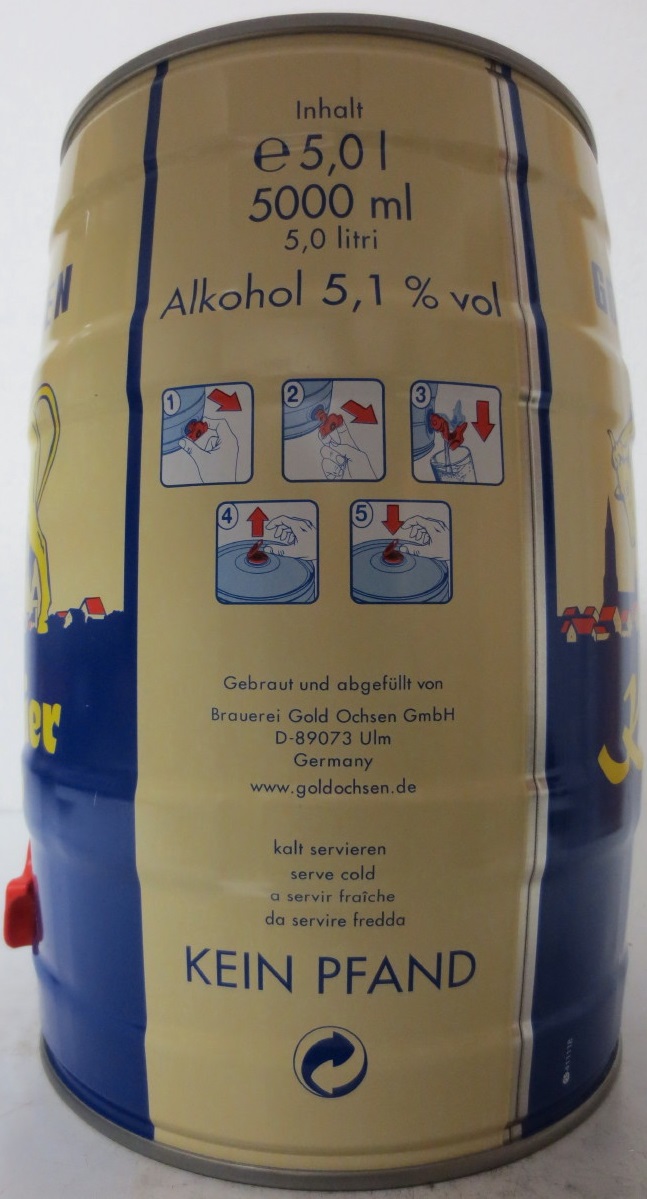 Inhalt
℮ 5,0 l
5000 ml
5,0 litri
Alkohol 5,1 % vol
1
2
3
4
5
Gebraut und abgefüllt von
Brauerei Gold Ochsen GmbH
D-89073 Ulm
Germany
www.goldochsen.de
kalt servieren
serve cold
a servir fraîche
da servire fredda
KEIN PFAND
EN
er
G
K